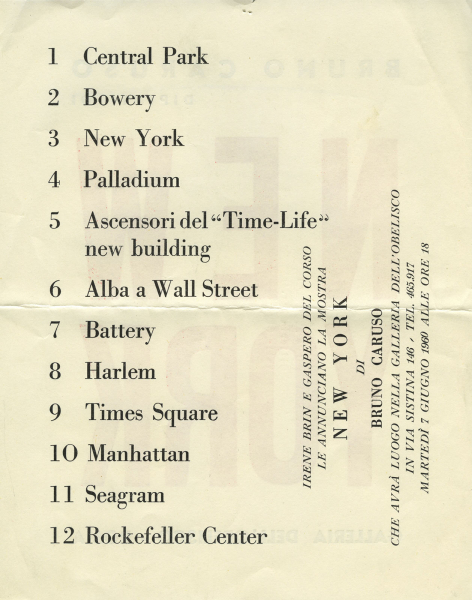 1 Central Park
2 Bowery
3 New York
4 Palladium
5 Ascensori del “Time-Life”
new building
6 Alba a Wall Street
7 Battery
8 Harlem
9 Times Square
10 Manhattan
11 Seagram
12 Rockefeller Center
IRENE BRIN E GASPERO DEL CORSO
LE ANNUNCIANO LA MOSTRA
NEW YORK
DI
BRUNO CARUSO
CHE AVRÀ LUOGO NELLA GALLERIA DELL'OBELISCO
IN VIA SISTINA 146 , TEL. 465.917
MARTEDÌ 7 GIUGNO 1960 ALLE ORE 18